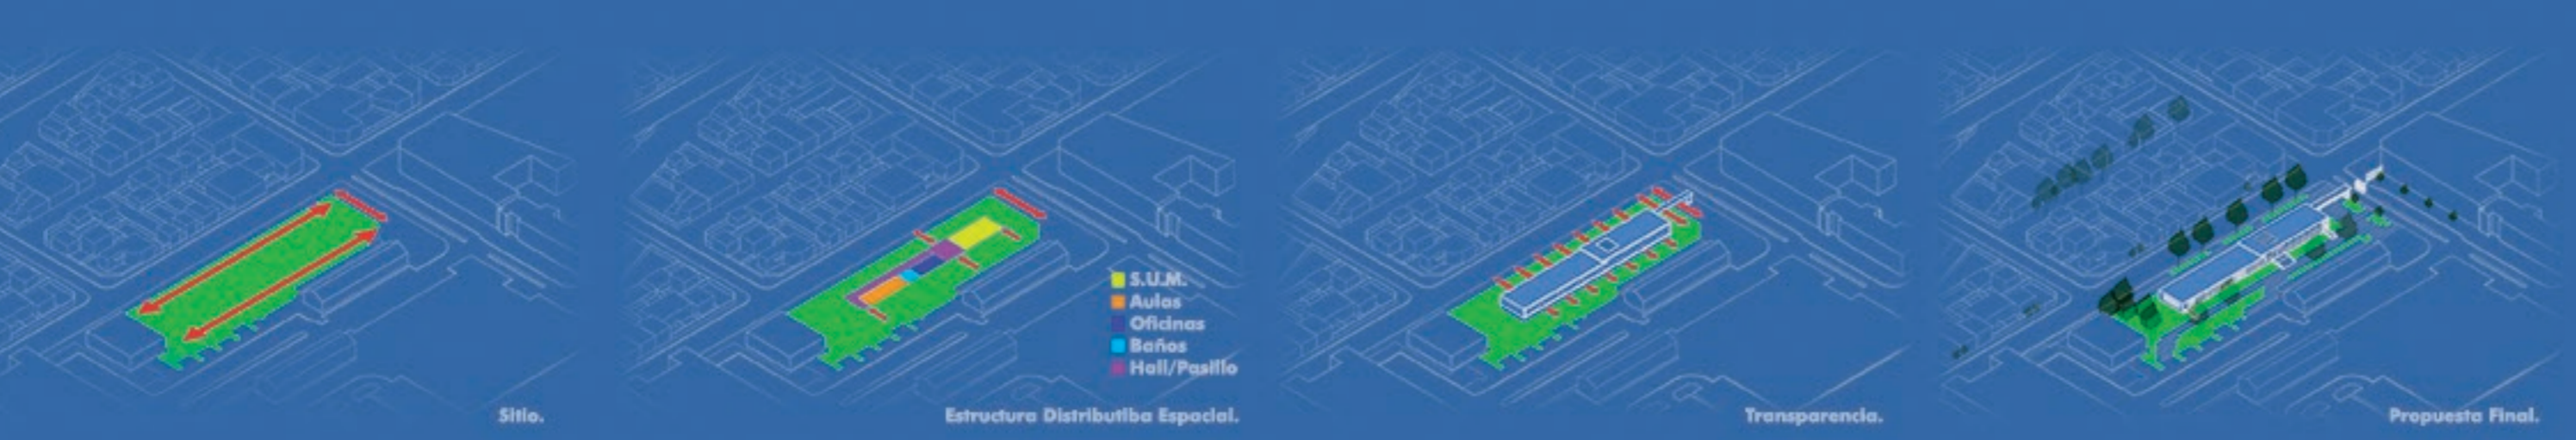 Sitio.
S.U.M.
Aulas
Oficinas
Baños
Hall/Pasillo
Estructura Distributiba Espacial.
Transparencia.
Propuesta Final.